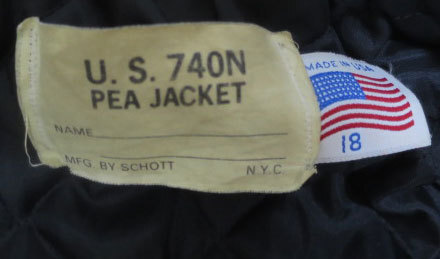 U. S. 740N
PEA JACKET
NAME
MFG. BY SCHOTT N.Y.C.
MADE IN USA
18